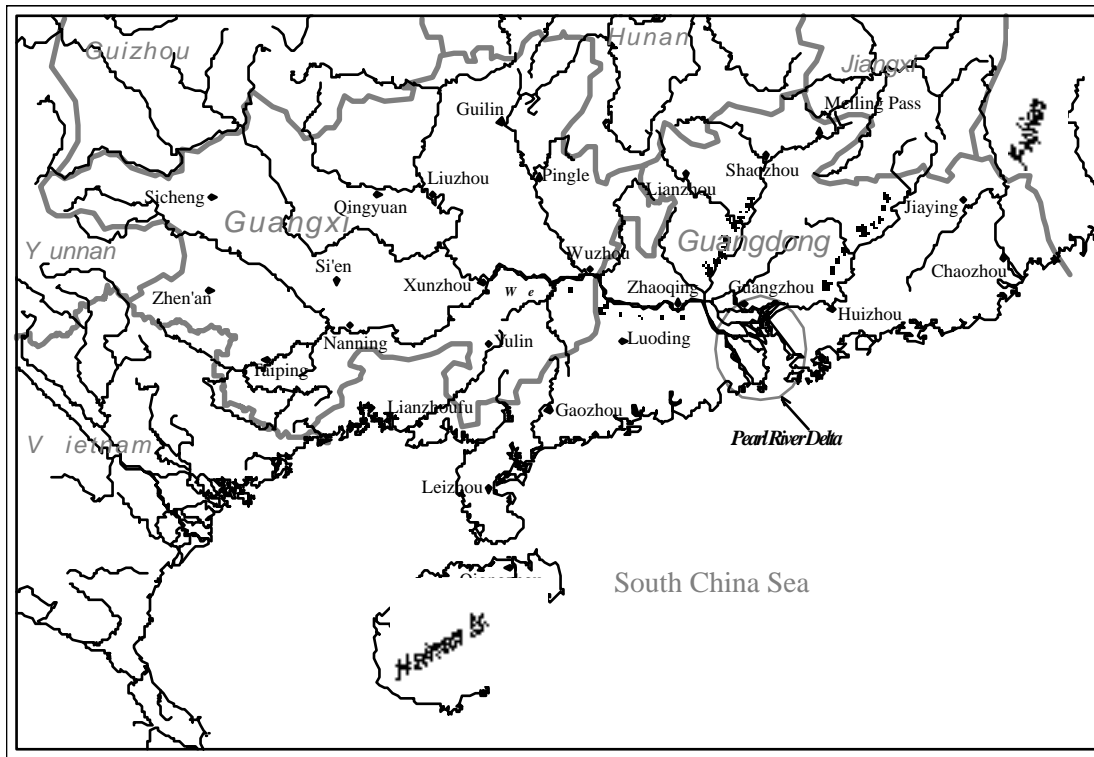 Guizhou
Hunan
Jiangxi
Guilin
Meiling Pass
Fujian
Liuzhou
Pingle
Shaozhou
Lianzhou
Sicheng
Qingyuan
Jiaying
Guangxi
Guangdong
Y unnan
Wuzhou
Si'en
Xunzhou
W e
Chaozhou
Zhen'an
Zhaoqing
Guangzhou
Huizhou
Nanning
Yulin
Luoding
Taiping
Lianzhoufu
Gaozhou
V ietnam
Pearl River Delta
Leizhou
South China Sea
Hainan Is.